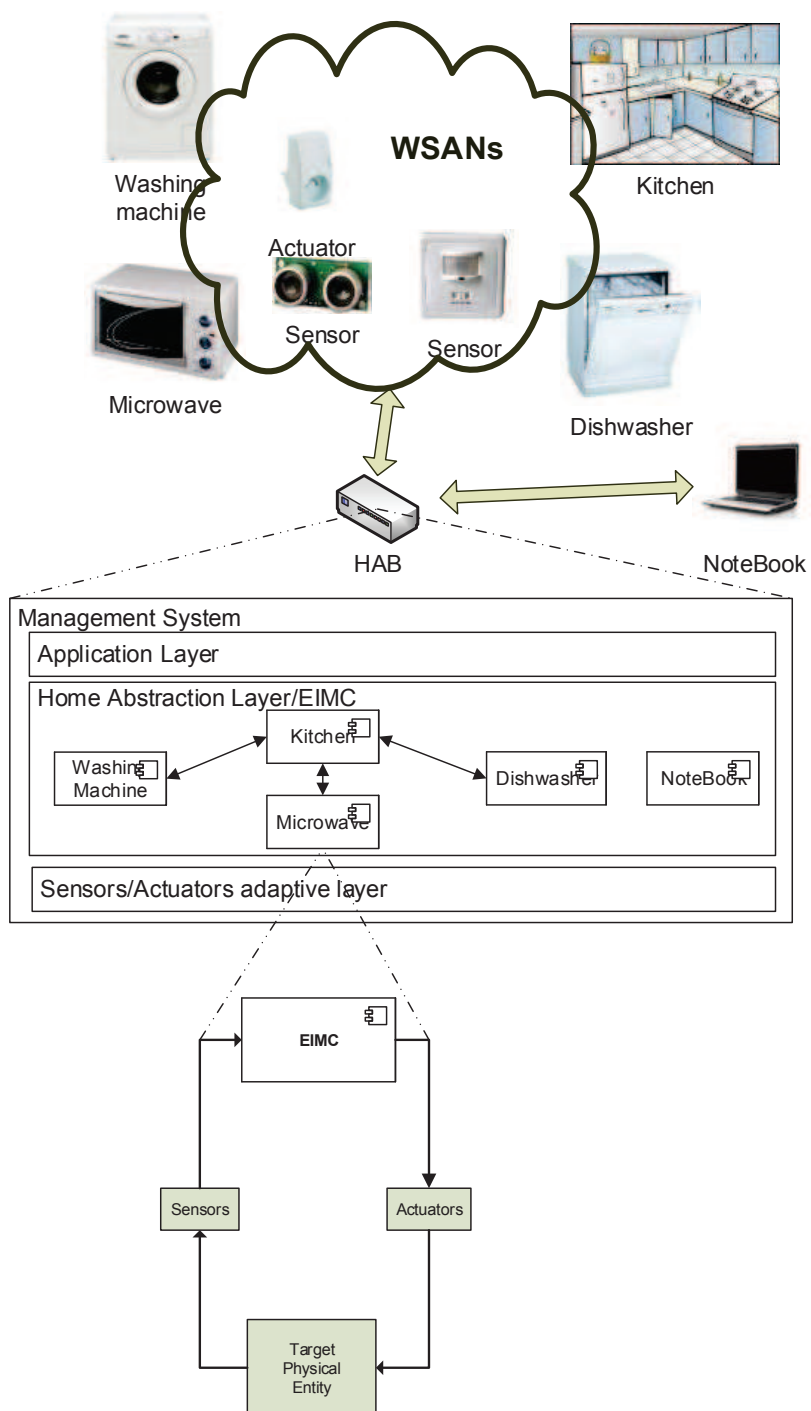 WSANs
Washing
machine
Kitchen
Actuator
Sensor
Sensor
Microwave
Dishwasher
HAB
NoteBook
Management System
Application Layer
Home Abstraction Layer/EIMC
Kitchen
Washing
Machine
Dishwasher
NoteBook
Microwave
Sensors/Actuators adaptive layer
EIMC
Sensors
Actuators
Target
Physical
Entity